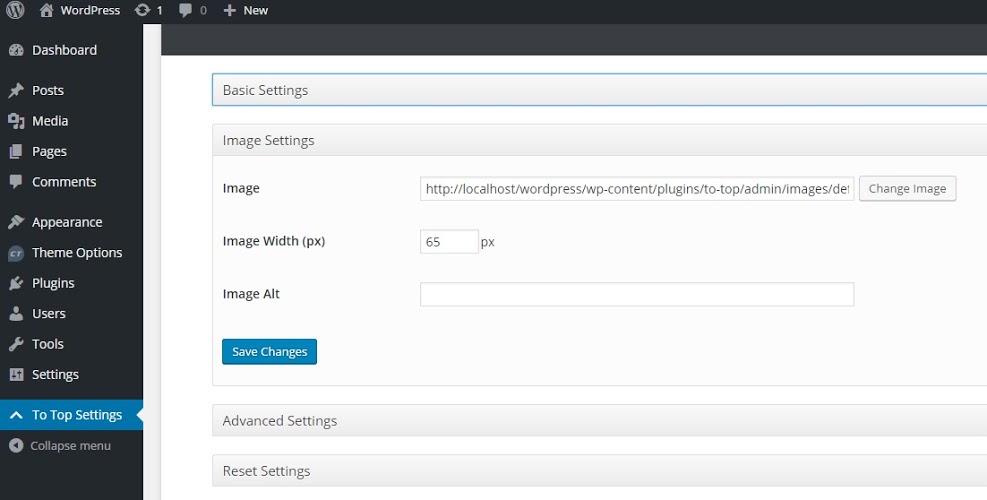 WordPress 1 0 New
Dashboard
Posts
Media
Pages
Comments
Appearance
CT Theme Options
Plugins
Users
Tools
Settings
To Top Settings
Collapse menu
Basic Settings
Image Settings
Image http://localhost/wordpress/wp-content/plugins/to-top/admin/images/de Change Image
Image Width (px) 65 px
Image Alt
Save Changes
Advanced Settings
Reset Settings